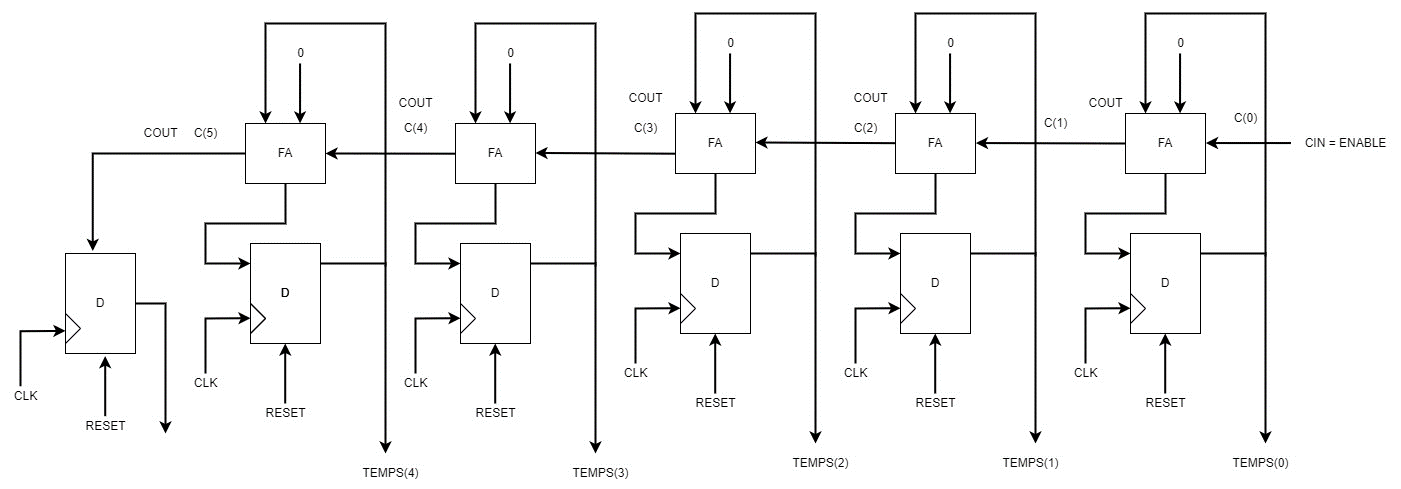 0 0 0 0 0
COUT COUT COUT COUT
COUT C(5) C(4) C(3) C(2) C(1) C(0)
FA FA FA FA FA CIN = ENABLE
D D D D D D
CLK CLK CLK CLK CLK CLK
RESET RESET RESET RESET RESET RESET
TEMPS(4) TEMPS(3) TEMPS(2) TEMPS(1) TEMPS(0)